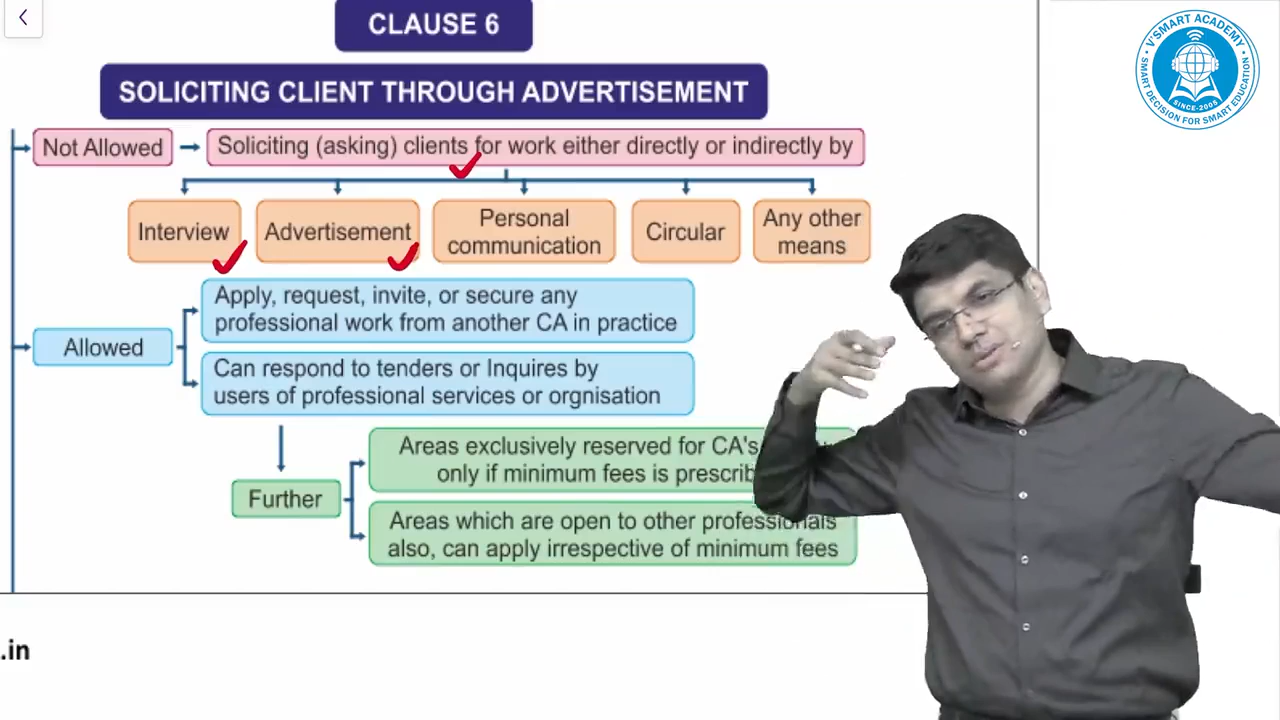 CLAUSE 6
SOLICITING CLIENT THROUGH ADVERTISEMENT
Not Allowed
Soliciting (asking) clients for work either directly or indirectly by
Interview
Advertisement
Personal
communication
Circular
Any other
means
Allowed
Apply, request, invite, or secure any
professional work from another CA in practice
Can respond to tenders or Inquires by
users of professional services or orgnisation
Further
Areas exclusively reserved for CA's
only if minimum fees is
Areas which are open to other professionals
also, can apply irrespective of minimum fees
.in
V'SMART ACADEMY
SINCE-2005
SMART DECISION FOR SMART EDUCATION